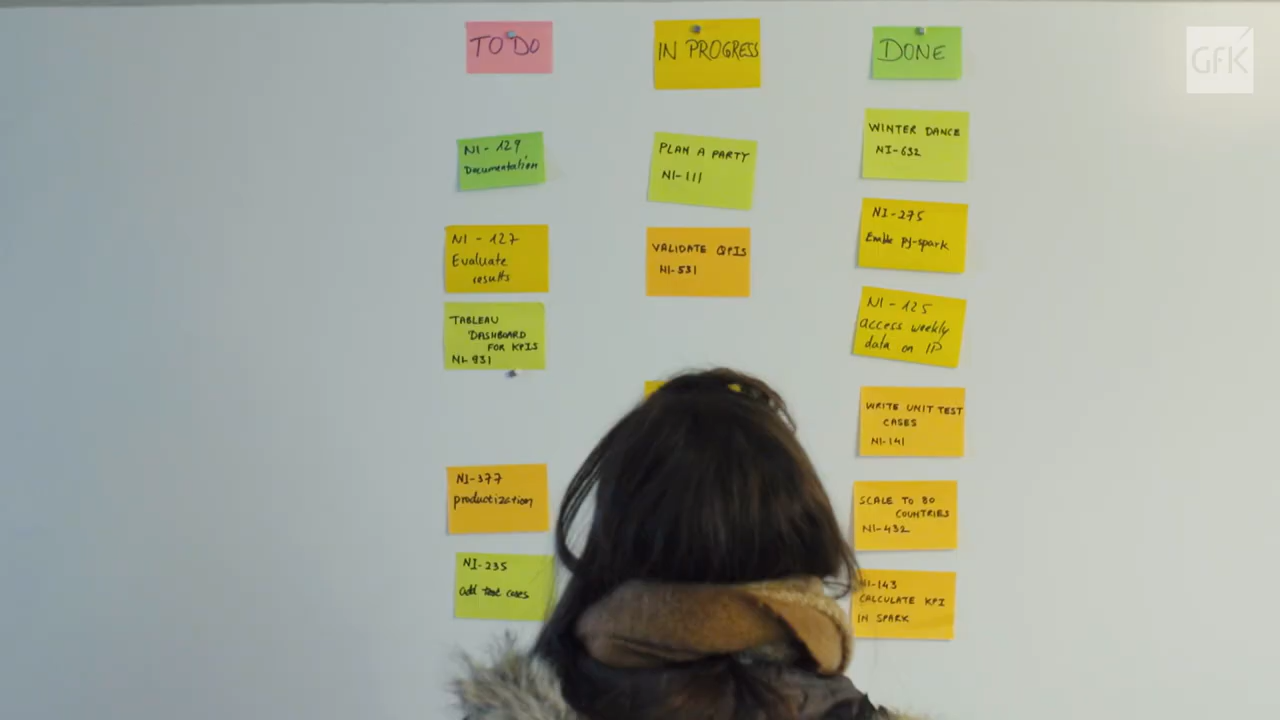 TO DO
IN PROGRESS
DONE
GfK
NI - 129
Documentation
NI - 127
Evaluate
results
TABLEAU
DASHBOARD
FOR KPIS
NI-931
NI-377
productization
NI-235
add test cases
PLAN A PARTY
NI-111
VALIDATE QPIS
NI-531
WINTER DANCE
NI-632
NI-275
Enable py-spark
NI - 125
access weekly
data on IP
WRITE UNIT TEST
CASES
NI-141
SCALE TO 80
COUNTRIES
NI-432
NI-143
CALCULATE KPI
IN SPARK